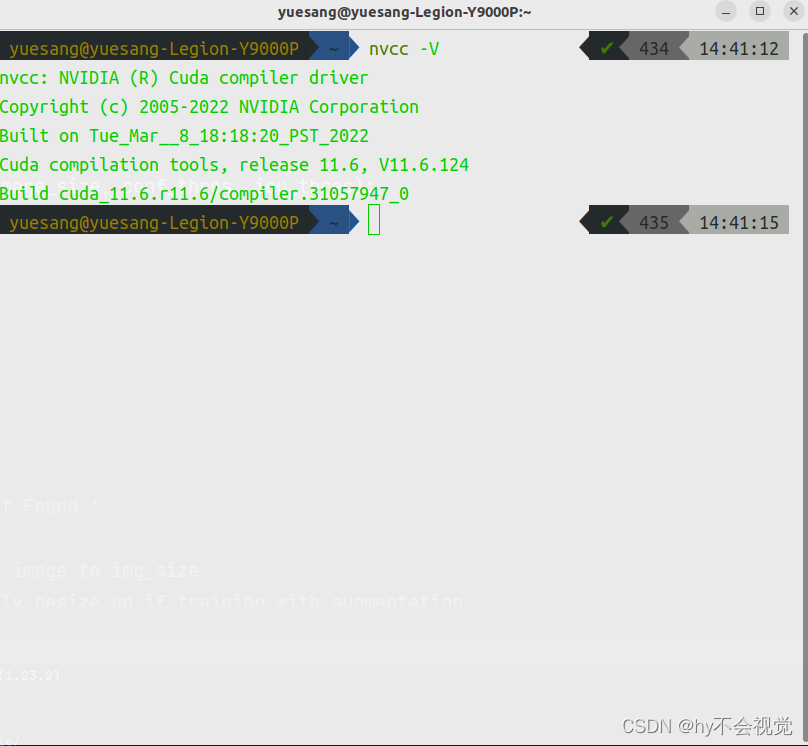 yuesang@yuesang-Legion-Y9000P:~
yuesang@yuesang-Legion-Y9000P ~ nvcc -V ✔ 434 14:41:12
nvcc: NVIDIA (R) Cuda compiler driver
Copyright (c) 2005-2022 NVIDIA Corporation
Built on Tue_Mar__8_18:18:20_PST_2022
Cuda compilation tools, release 11.6, V11.6.124
Build cuda_11.6.r11.6/compiler.31057947_0
yuesang@yuesang-Legion-Y9000P ~ ✔ 435 14:41:15
t Found '
image to img_size
ly resize up if training with augmentation
(1.23.2)
CSDN @hy不会视觉